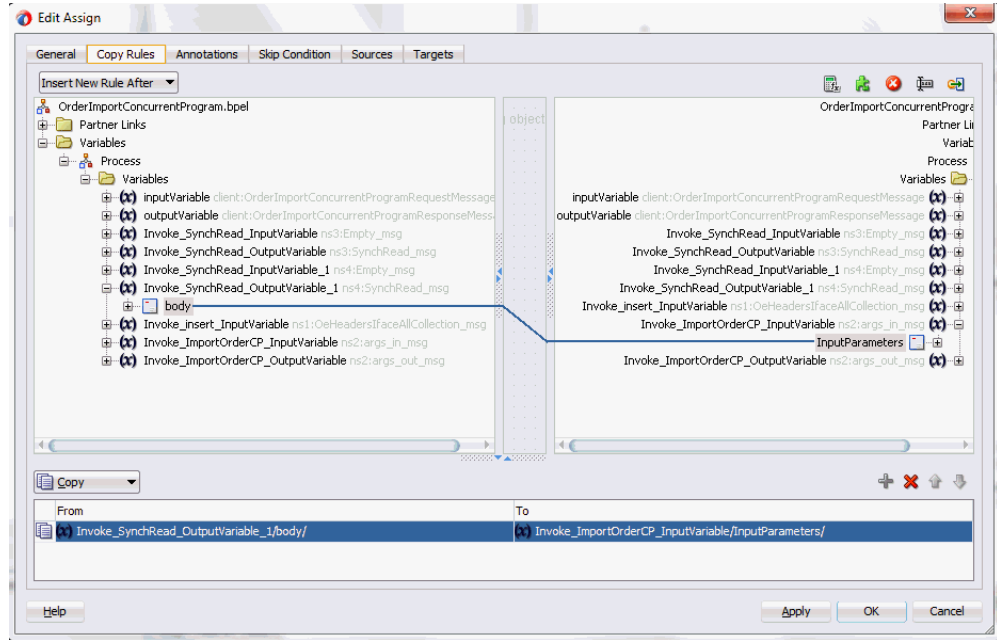 Edit Assign
General Copy Rules Annotations Skip Condition Sources Targets
Insert New Rule After
OrderImportConcurrentProgram.bpel
Partner Links
Variables
Process
Variables
inputVariable client:OrderImportConcurrentProgramRequestMessage
outputVariable client:OrderImportConcurrentProgramResponseMess
Invoke_SynchRead_InputVariable ns3:Empty_msg
Invoke_SynchRead_OutputVariable ns3:SynchRead_msg
Invoke_SynchRead_InputVariable_1 ns4:Empty_msg
Invoke_SynchRead_OutputVariable_1 ns4:SynchRead_msg
body
Invoke_insert_InputVariable ns1:OeHeadersIfaceAllCollection_msg
Invoke_ImportOrderCP_InputVariable ns2:args_in_msg
Invoke_ImportOrderCP_OutputVariable ns2:args_out_msg
object
OrderImportConcurrentProgra
Partner Li
Variab
Process
Variables
inputVariable client:OrderImportConcurrentProgramRequestMessage
outputVariable client:OrderImportConcurrentProgramResponseMessage
Invoke_SynchRead_InputVariable ns3:Empty_msg
Invoke_SynchRead_OutputVariable ns3:SynchRead_msg
Invoke_SynchRead_InputVariable_1 ns4:Empty_msg
Invoke_SynchRead_OutputVariable_1 ns4:SynchRead_msg
Invoke_insert_InputVariable ns1:OeHeadersIfaceAllCollection_msg
Invoke_ImportOrderCP_InputVariable ns2:args_in_msg
InputParameters
Invoke_ImportOrderCP_OutputVariable ns2:args_out_msg
Copy
From To
Invoke_SynchRead_OutputVariable_1/body/ Invoke_ImportOrderCP_InputVariable/InputParameters/
Help Apply OK Cancel